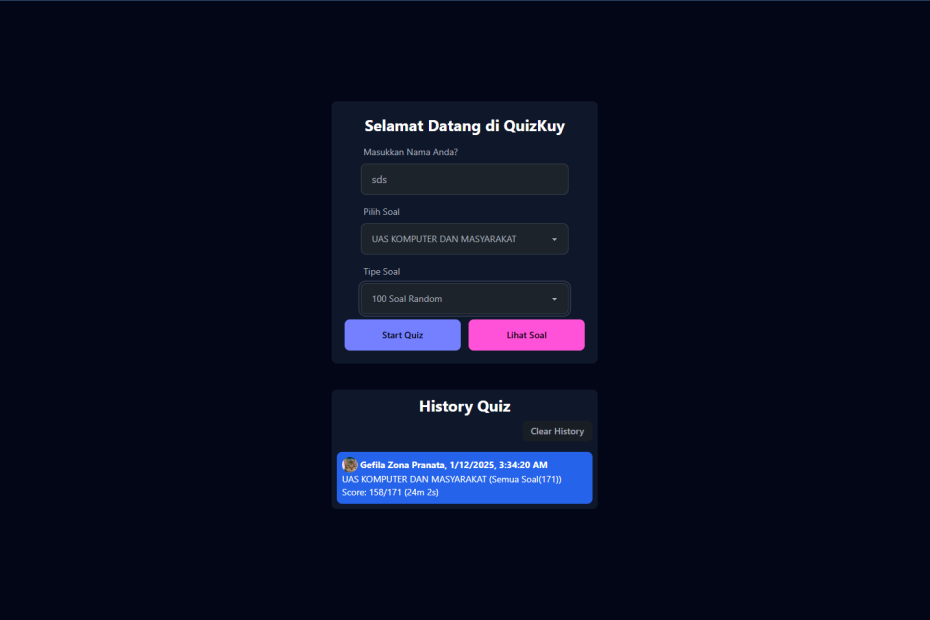 Selamat Datang di QuizKuy
Masukkan Nama Anda?
sds
Pilih Soal
UAS KOMPUTER DAN MASYARAKAT
Tipe Soal
100 Soal Random
Start Quiz
Lihat Soal
History Quiz
Clear History
Gefila Zona Pranata, 1/12/2025, 3:34:20 AM
UAS KOMPUTER DAN MASYARAKAT (Semua Soal(171))
Score: 158/171 (24m 2s)